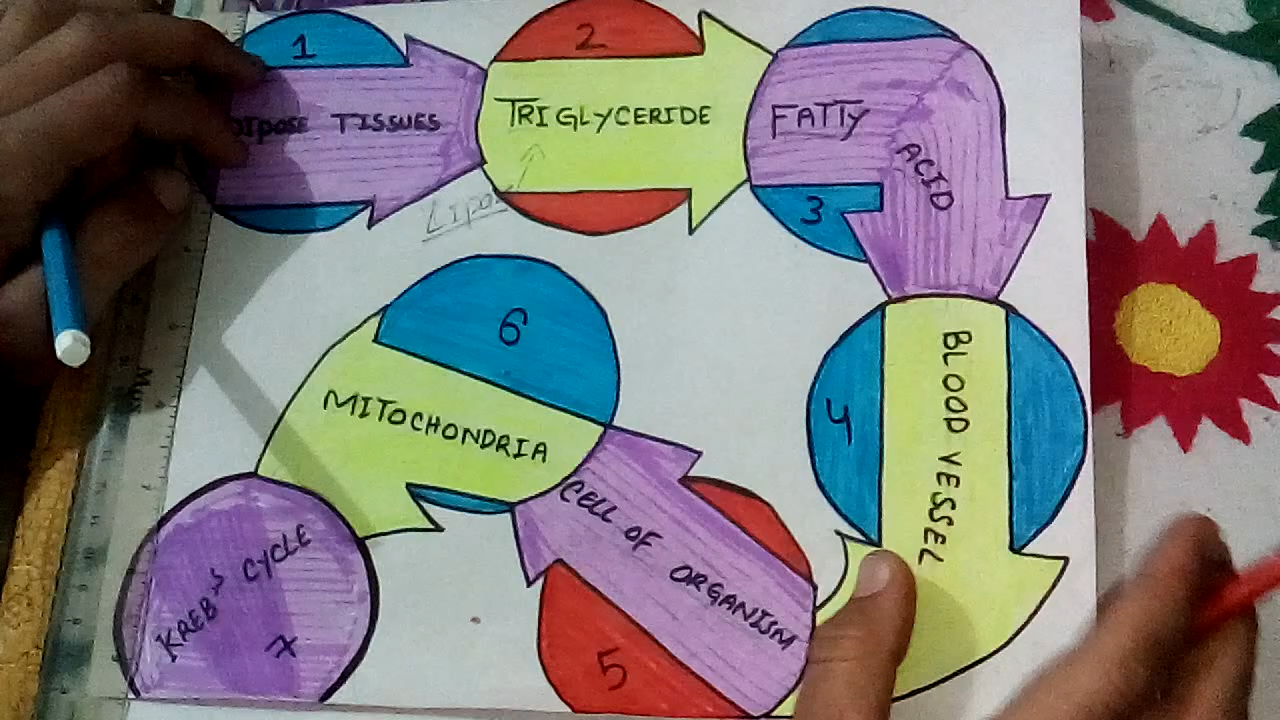 1
TISSUES
2
TRIGLYCERIDE
FATTY
ACID
3
BLOOD VESSEL
4
CELL OF ORGANISM
5
6
MITOCHONDRIA
KREB'S CYCLE
7